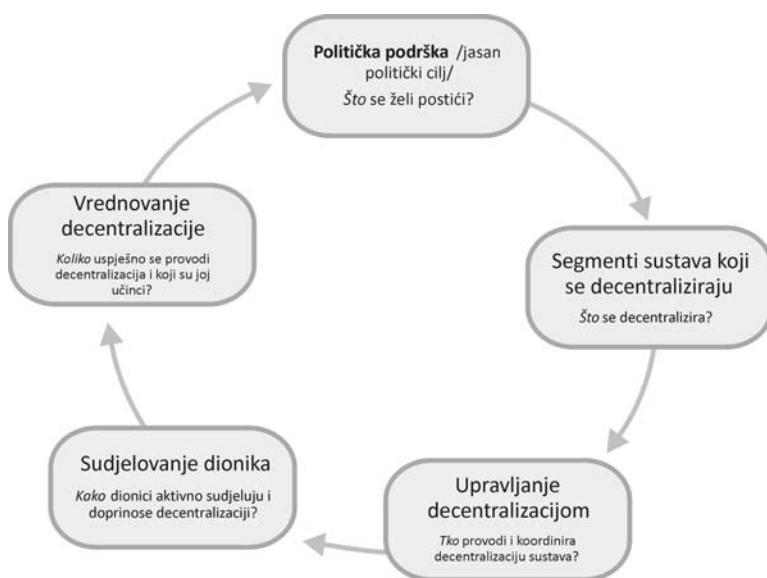 Politička podrška /jasan
politički cilj/
Što se želi postići?
Segmenti sustava koji
se decentraliziraju
Što se decentralizira?
Upravljanje
decentralizacijom
Tko provodi i koordinira
decentralizaciju sustava?
Sudjelovanje dionika
Kako dionici aktivno sudjeluju i
doprinose decentralizaciji?
Vrednovanje
decentralizacije
Koliko uspješno se provodi
decentralizacija i koji su joj
učinci?